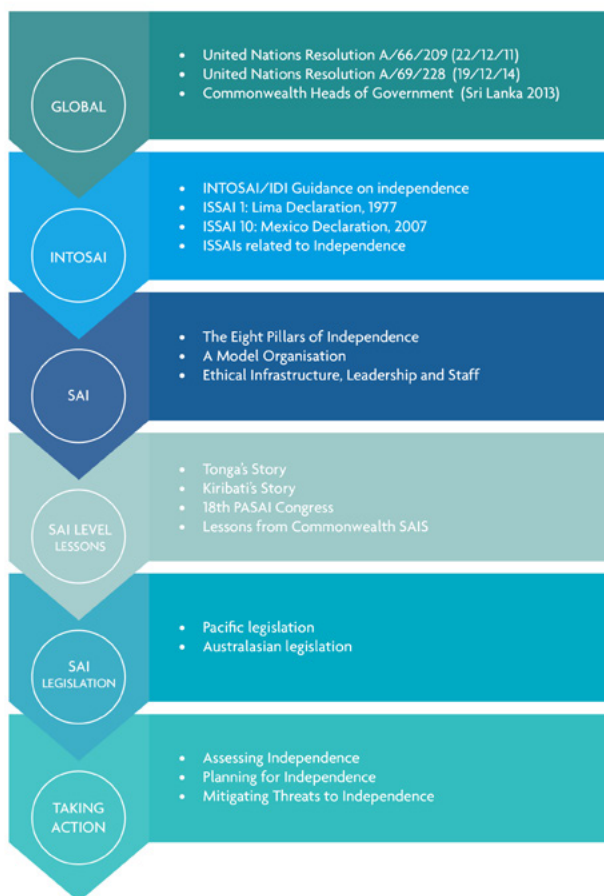 GLOBAL
• United Nations Resolution A/66/209 (22/12/11)
• United Nations Resolution A/69/228 (19/12/14)
• Commonwealth Heads of Government (Sri Lanka 2013)
INTOSAI
• INTOSAI/IDI Guidance on independence
• ISSAI 1: Lima Declaration, 1977
• ISSAI 10: Mexico Declaration, 2007
• ISSAIs related to Independence
SAI
• The Eight Pillars of Independence
• A Model Organisation
• Ethical Infrastructure, Leadership and Staff
SAI LEVEL
LESSONS
• Tonga's Story
• Kiribati's Story
• 18th PASAI Congress
• Lessons from Commonwealth SAIS
SAI
LEGISLATION
• Pacific legislation
• Australasian legislation
TAKING
ACTION
• Assessing Independence
• Planning for Independence
• Mitigating Threats to Independence